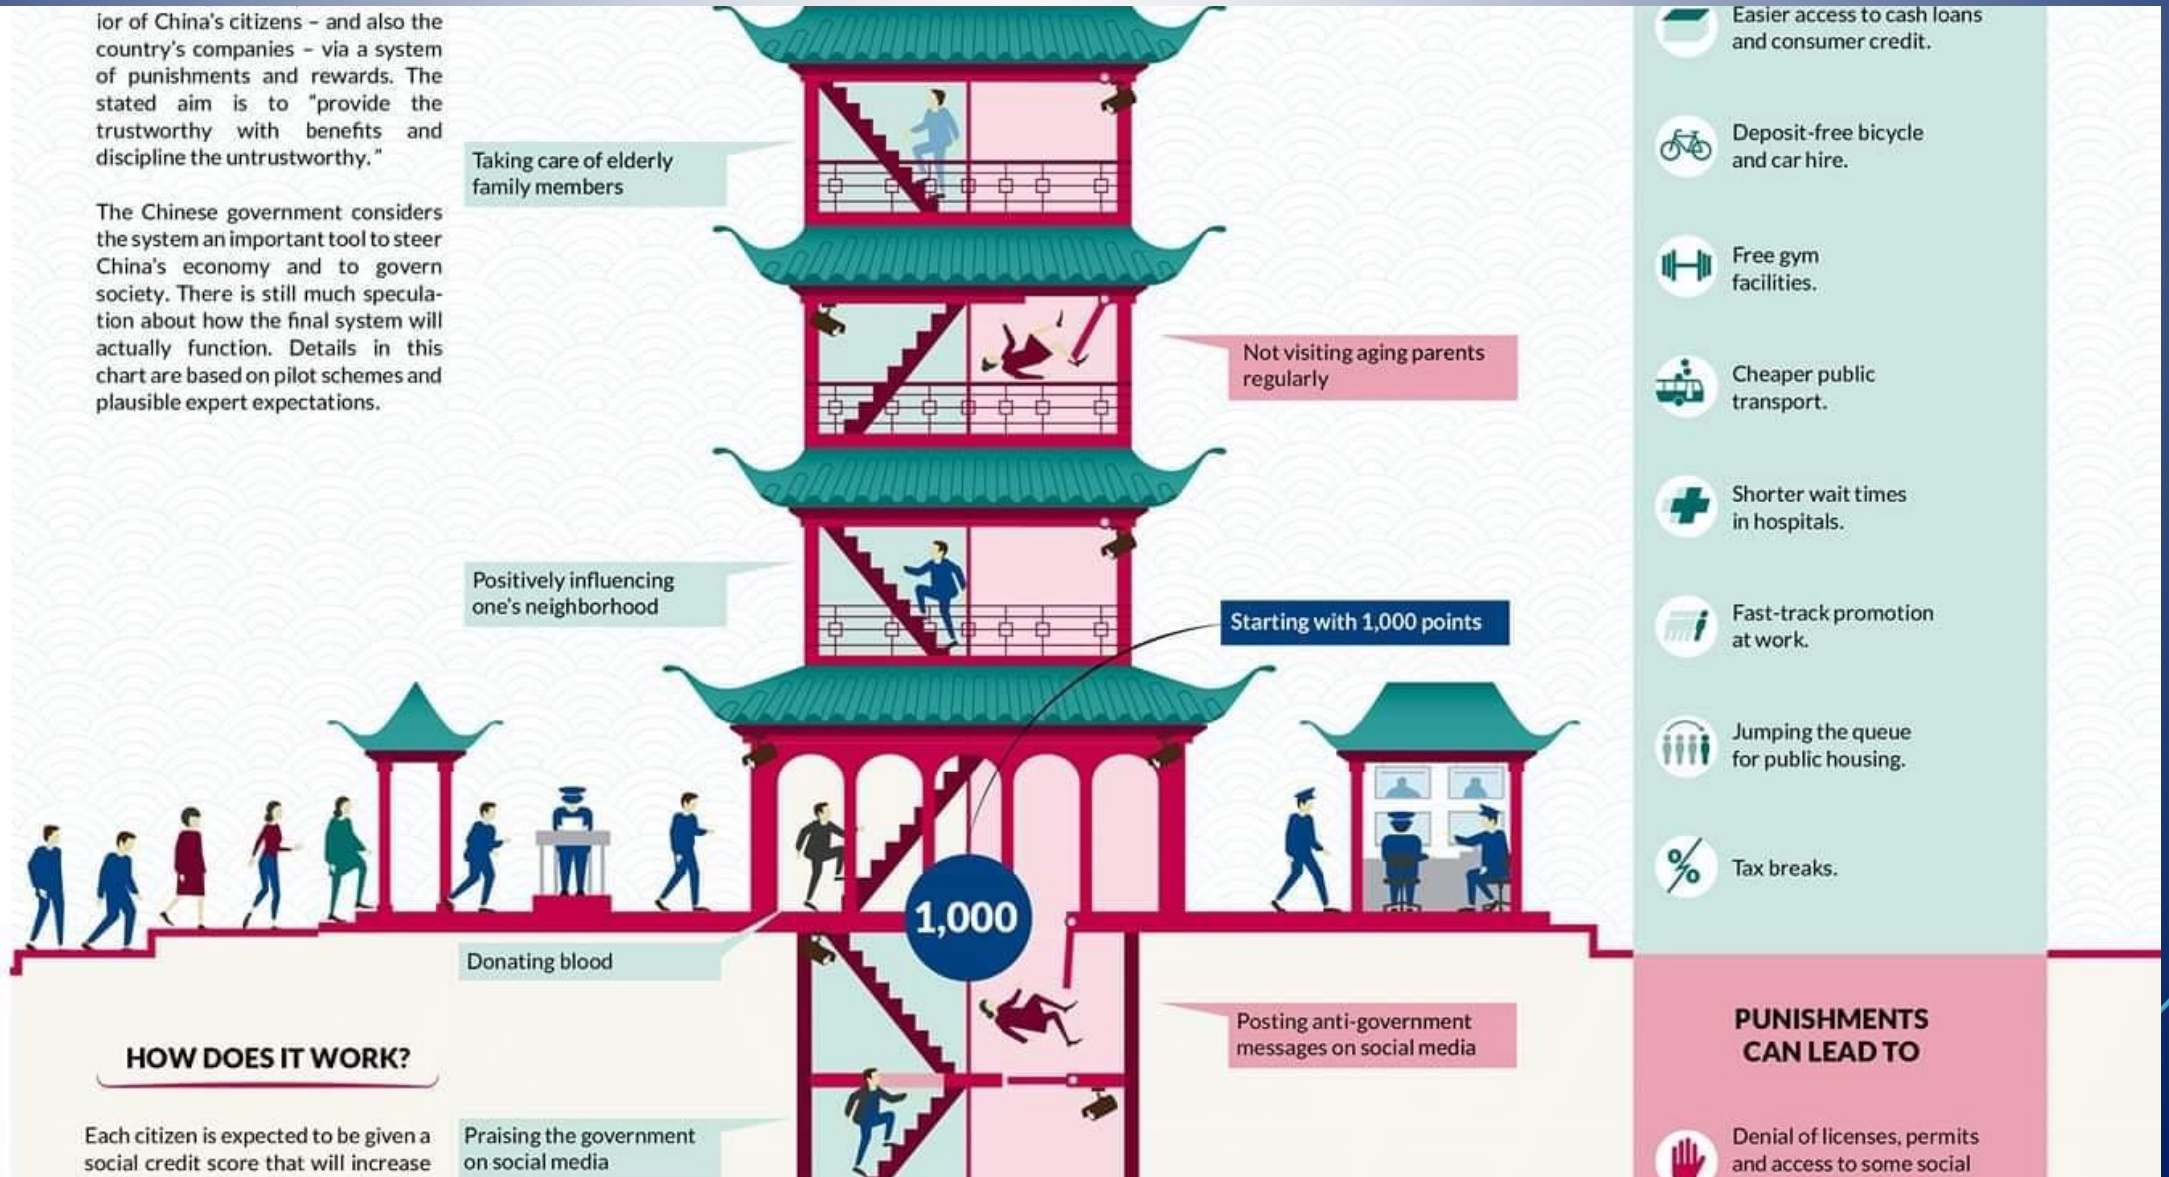 ior of China's citizens – and also the
country's companies – via a system
of punishments and rewards. The
stated aim is to “provide the
trustworthy with benefits and
discipline the untrustworthy.”
The Chinese government considers
the system an important tool to steer
China's economy and to govern
society. There is still much specula-
tion about how the final system will
actually function. Details in this
chart are based on pilot schemes and
plausible expert expectations.
HOW DOES IT WORK?
Each citizen is expected to be given a
social credit score that will increase
Taking care of elderly
family members
Positively influencing
one's neighborhood
Donating blood
Praising the government
on social media
1,000
Not visiting aging parents
regularly
Starting with 1,000 points
Posting anti-government
messages on social media
Easier access to cash loans
and consumer credit.
Deposit-free bicycle
and car hire.
Free gym
facilities.
Cheaper public
transport.
Shorter wait times
in hospitals.
Fast-track promotion
at work.
Jumping the queue
for public housing.
%
Tax breaks.
PUNISHMENTS
CAN LEAD TO
Denial of licenses, permits
and access to some social